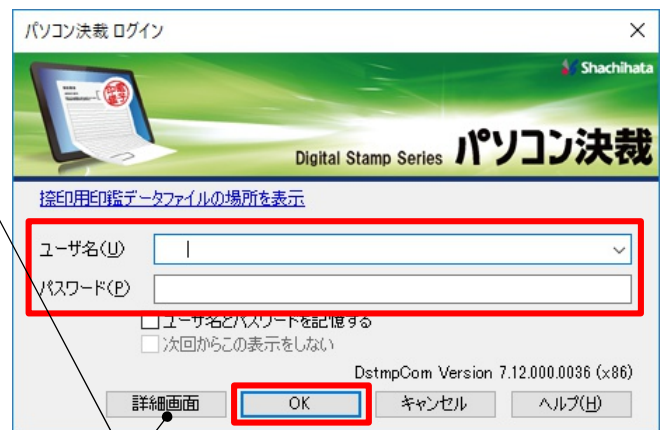 パソコン決裁 ログイン
Shachihata
Digital Stamp Series パソコン決裁
捺印用印鑑データファイルの場所を表示
ユーザ名(U)
パスワード(P)
ユーザ名とパスワードを記憶する
次回からこの表示をしない
DstmpCom Version 7.12.000.0036 (x86)
詳細画面 OK キャンセル ヘルプ(H)